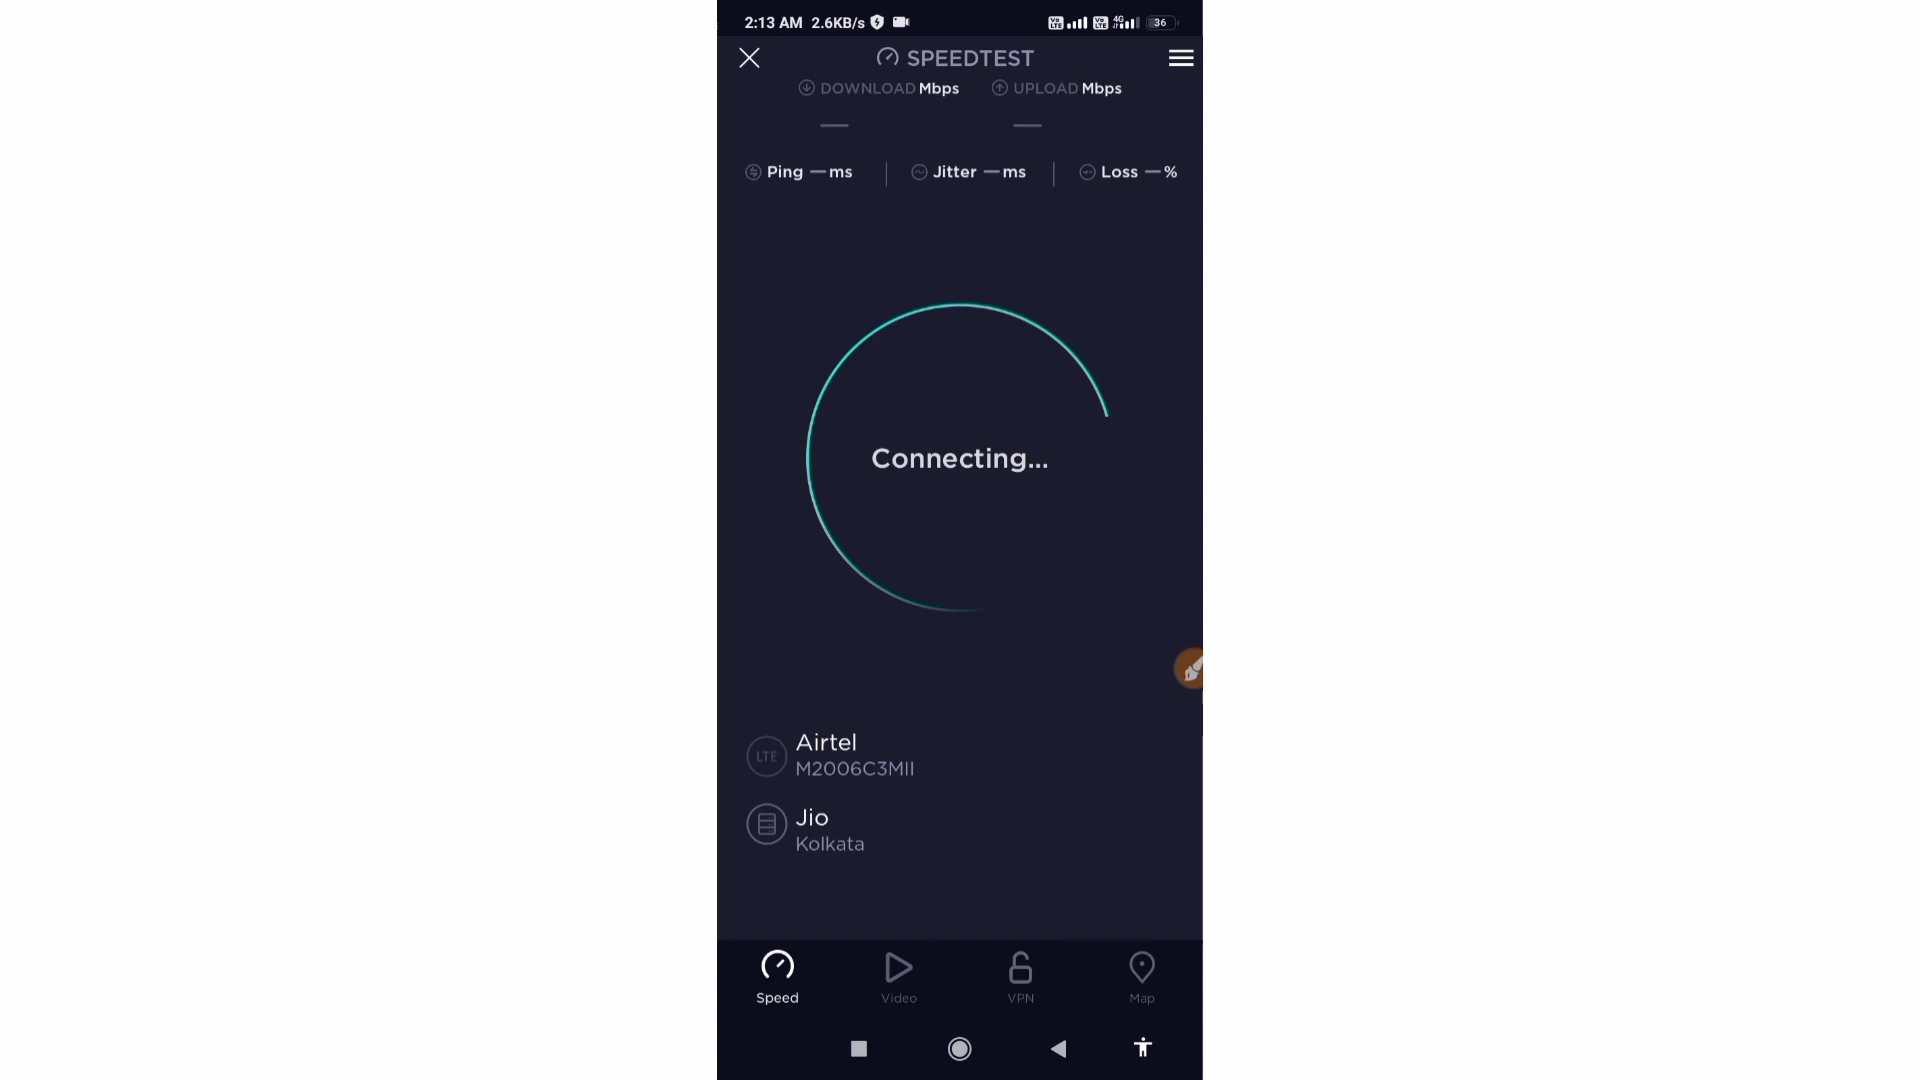 2:13 AM 2.6KB/s 4G 36
SPEEDTEST
DOWNLOAD Mbps UPLOAD Mbps
Ping — ms Jitter — ms Loss — %
Connecting...
LTE Airtel
M2006C3MII
Jio
Kolkata
Speed Video VPN Map